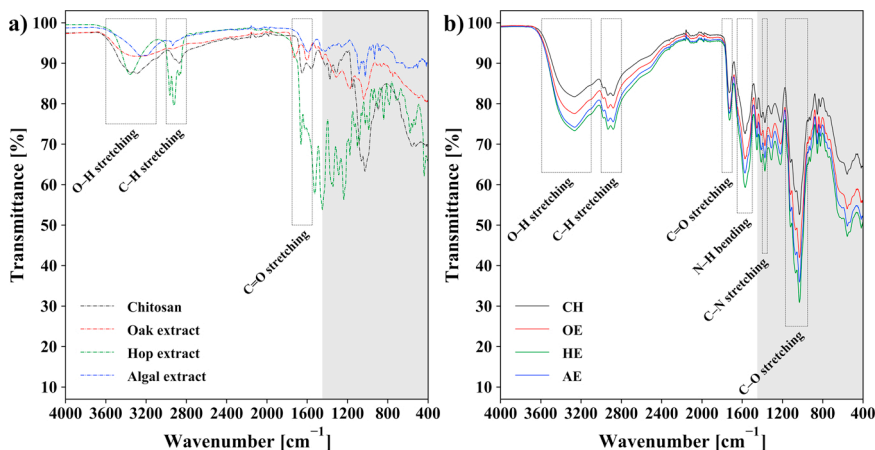 a)
100
90
80
70
60
50
40
30
20
10
Transmittance [%]
O–H stretching
C–H stretching
C=O stretching
Chitosan
Oak extract
Hop extract
Algal extract
4000 3600 3200 2800 2400 2000 1600 1200 800 400
Wavenumber [cm⁻¹]
b)
100
90
80
70
60
50
40
30
20
10
Transmittance [%]
O–H stretching
C–H stretching
C=O stretching
N–H bending
C–N stretching
C–O stretching
CH
OE
HE
AE
4000 3600 3200 2800 2400 2000 1600 1200 800 400
Wavenumber [cm⁻¹]